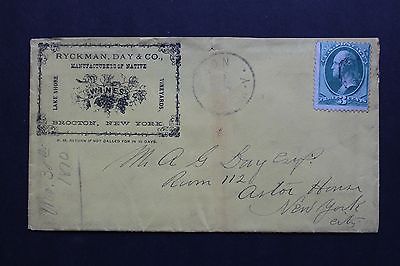 RYCKMAN, DAY & CO.,
MANUFACTURERS OF NATIVE
WINES
LAKE SHORE
VINEYARDS,
BROCTON, NEW YORK
P. M. RETURN IF NOT CALLED FOR IN 10 DAYS.
M. A G Day Esq.
Room 112
Astor House
New York
City